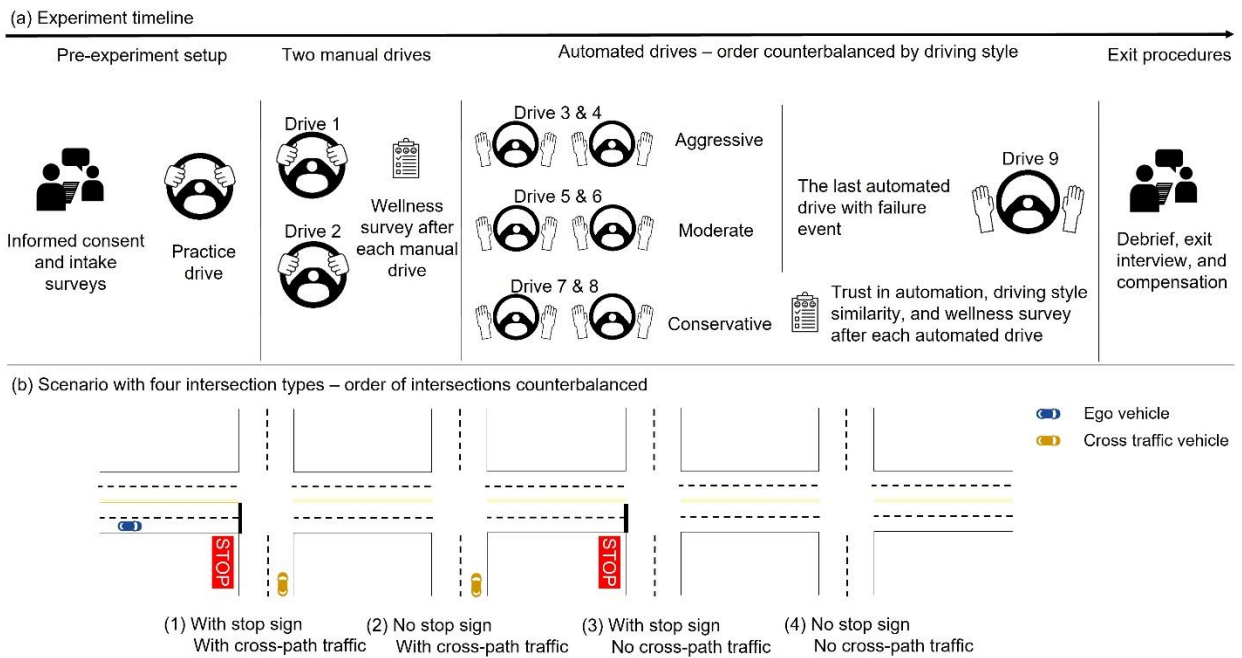 (a) Experiment timeline
Pre-experiment setup
Two manual drives
Automated drives – order counterbalanced by driving style
Exit procedures
Informed consent
and intake
surveys
Practice
drive
Drive 1
Drive 2
Wellness
survey after
each manual
drive
Drive 3 & 4
Aggressive
Drive 5 & 6
Moderate
Drive 7 & 8
Conservative
The last automated
drive with failure
event
Drive 9
Trust in automation, driving style
similarity, and wellness survey
after each automated drive
Debrief, exit
interview, and
compensation
(b) Scenario with four intersection types – order of intersections counterbalanced
Ego vehicle
Cross traffic vehicle
STOP
STOP
(1) With stop sign
With cross-path traffic
(2) No stop sign
With cross-path traffic
(3) With stop sign
No cross-path traffic
(4) No stop sign
No cross-path traffic